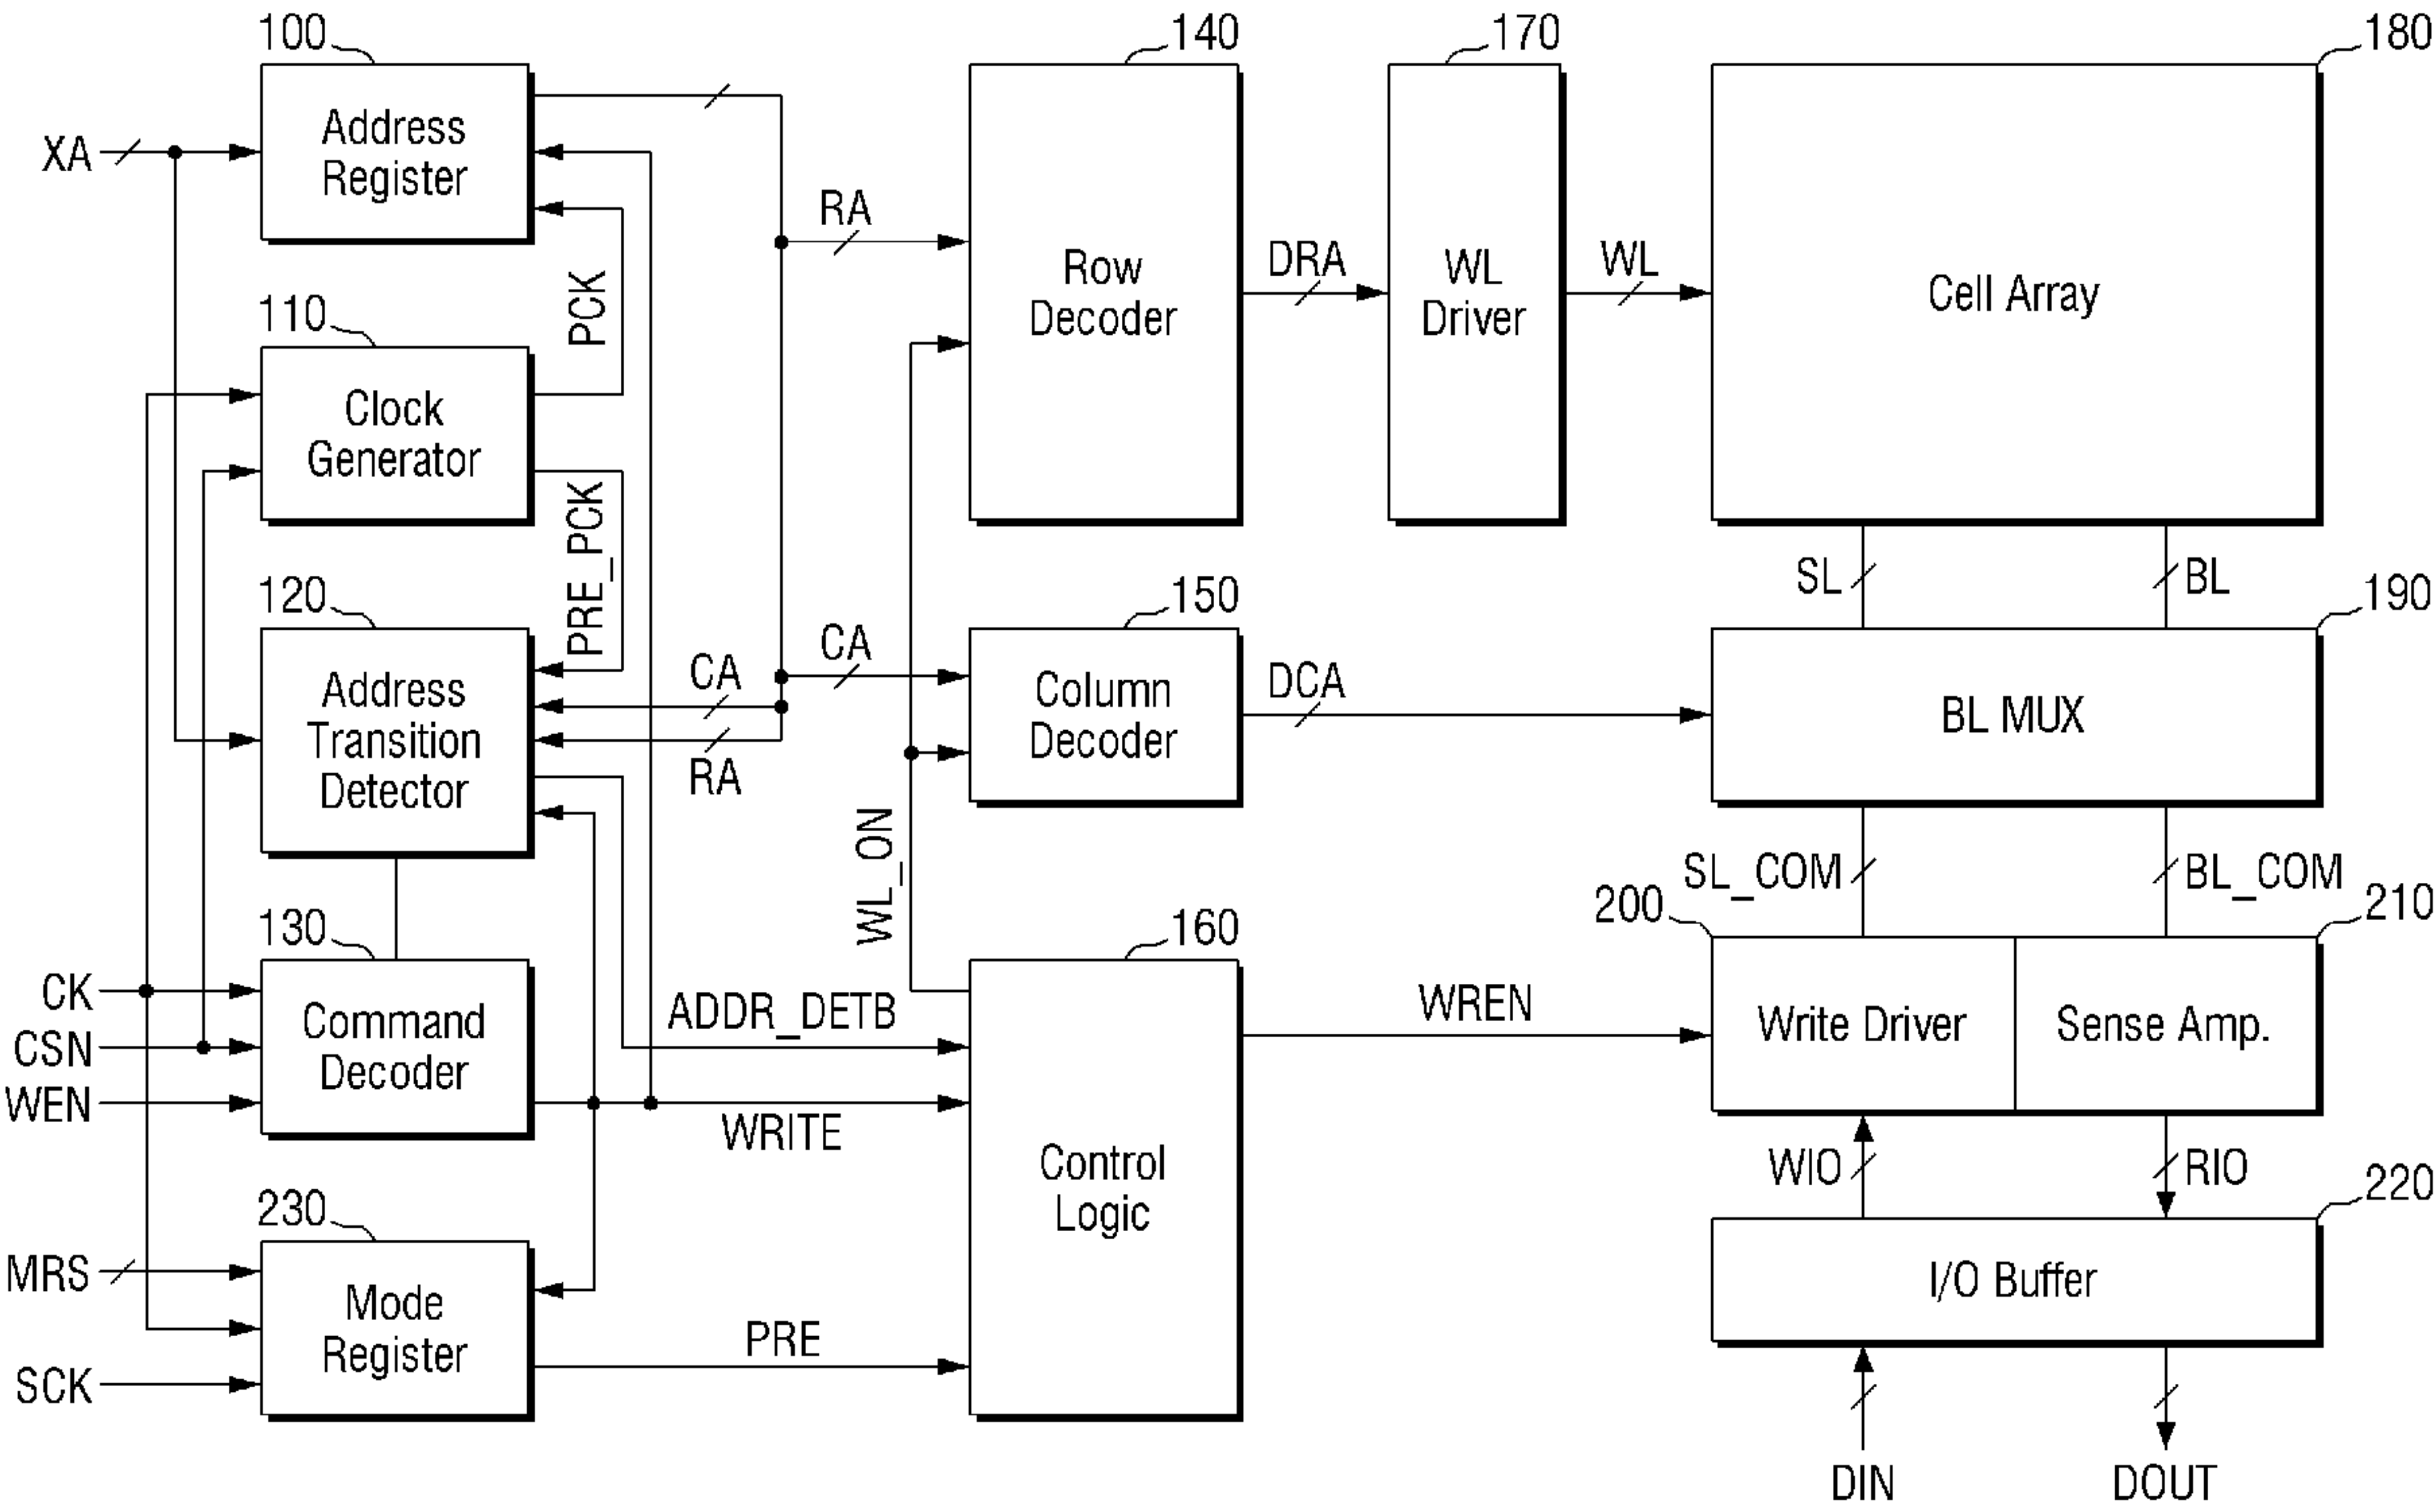 100
140
170
180
XA
Address
Register
RA
Row
Decoder
DRA
WL
Driver
WL
Cell Array
PCK
110
Clock
Generator
PRE_PCK
SL
BL
120
150
190
Address
Transition
Detector
CA
RA
CA
Column
Decoder
DCA
BL MUX
WL_ON
SL_COM
BL_COM
130
160
200
210
CK
CSN
WEN
Command
Decoder
ADDR_DETB
WRITE
Control
Logic
WREN
Write Driver
Sense Amp.
WIO
RIO
230
220
MRS
SCK
Mode
Register
PRE
I/O Buffer
DIN
DOUT